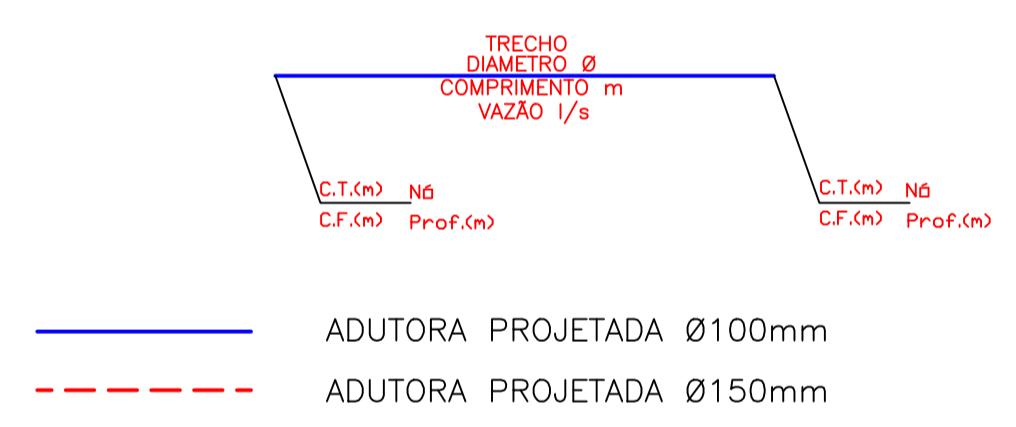 TRECHO
DIAMETRO Ø
COMPRIMENTO m
VAZÃO l/s
C.T.(m) Nó
C.F.(m) Prof.(m)
C.T.(m) Nó
C.F.(m) Prof.(m)
ADUTORA PROJETADA Ø100mm
ADUTORA PROJETADA Ø150mm